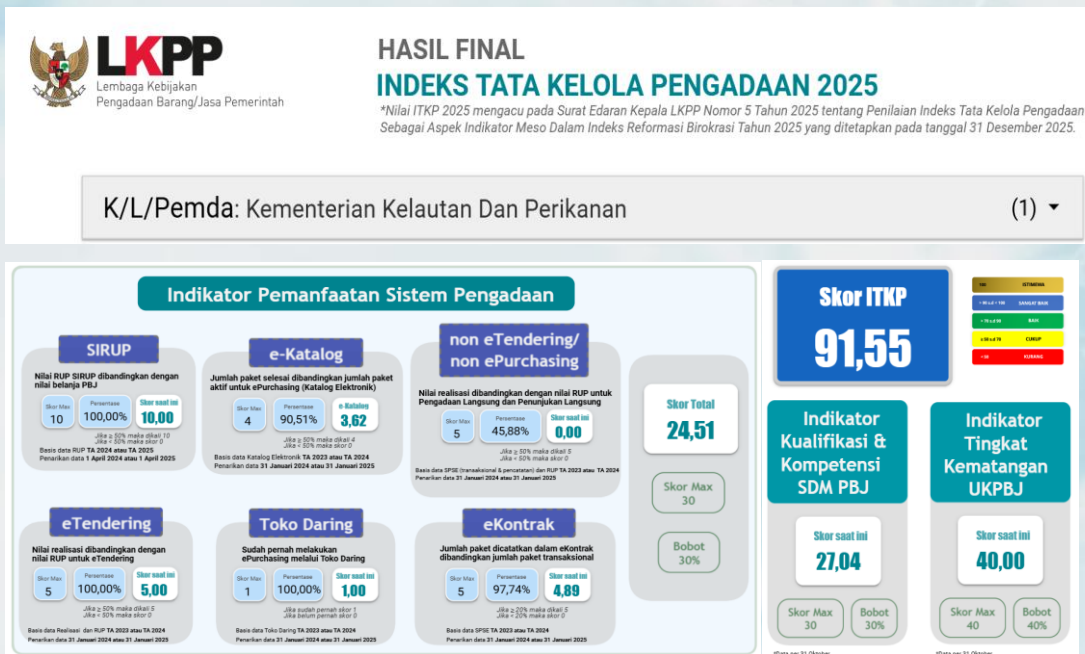 LKPP
Lembaga Kebijakan
Pengadaan Barang/Jasa Pemerintah
HASIL FINAL
INDEKS TATA KELOLA PENGADAAN 2025
*Nilai ITKP 2025 mengacu pada Surat Edaran Kepala LKPP Nomor 5 Tahun 2025 tentang Penilaian Indeks Tata Kelola Pengadaan
Sebagai Aspek Indikator Meso Dalam Indeks Reformasi Birokrasi Tahun 2025 yang ditetapkan pada tanggal 31 Desember 2025.
K/L/Pemda: Kementerian Kelautan Dan Perikanan (1)
Indikator Pemanfaatan Sistem Pengadaan
SIRUP
Nilai RUP SIRUP dibandingkan dengan
nilai belanja PBJ
Skor Max
10
Persentase
100,00%
Skor saat ini
10,00
Jika ≥ 50% maka dikali 10
Jika < 50% maka skor 0
Basis data RUP TA 2024 atau TA 2025
Penarikan data 1 April 2024 atau 1 April 2025
e-Katalog
Jumlah paket selesai dibandingkan jumlah paket
aktif untuk ePurchasing (Katalog Elektronik)
Skor Max
4
Persentase
90,51%
e-Katalog
3,62
Jika ≥ 50% maka dikali 4
Jika < 50% maka skor 0
Basis data Katalog Elektronik TA 2023 atau TA 2024
Penarikan data 31 Januari 2024 atau 31 Januari 2025
non eTendering/
non ePurchasing
Nilai realisasi dibandingkan dengan nilai RUP untuk
Pengadaan Langsung dan Penunjukan Langsung
Skor Max
5
Persentase
45,88%
Skor saat ini
0,00
Jika ≥ 50% maka dikali 5
Jika < 50% maka skor 0
Basis data SPSE (transaksional & pencatatan) dan RUP TA 2023 atau TA 2024
Penarikan data 31 Januari 2024 atau 31 Januari 2025
eTendering
Nilai realisasi dibandingkan dengan
nilai RUP untuk eTendering
Skor Max
5
Persentase
100,00%
Skor saat ini
5,00
Jika ≥ 50% maka dikali 5
Jika < 50% maka skor 0
Basis data Realisasi dan RUP TA 2023 atau TA 2024
Penarikan data 31 Januari 2024 atau 31 Januari 2025
Toko Daring
Sudah pernah melakukan
ePurchasing melalui Toko Daring
Skor Max
1
Persentase
100,00%
Skor saat ini
1,00
Jika sudah pernah skor 1
Jika belum pernah skor 0
Basis data Toko Daring TA 2023 atau TA 2024
Penarikan data 31 Januari 2024 atau 31 Januari 2025
eKontrak
Jumlah paket dicatatkan dalam eKontrak
dibandingkan jumlah paket transaksional
Skor Max
5
Persentase
97,74%
Skor saat ini
4,89
Jika ≥ 20% maka dikali 5
Jika < 20% maka skor 0
Basis data SPSE TA 2023 atau TA 2024
Penarikan data 31 Januari 2024 atau 31 Januari 2025
Skor Total
24,51
Skor Max
30
Bobot
30%
Skor ITKP
91,55
ISTIMEWA
SANGAT BAIK
BAIK
CUKUP
KURANG
Indikator
Kualifikasi &
Kompetensi
SDM PBJ
Skor saat ini
27,04
Skor Max
30
Bobot
30%
*Data per 31 Oktober
Indikator
Tingkat
Kematangan
UKPBJ
Skor saat ini
40,00
Skor Max
40
Bobot
40%
*Data per 31 Oktober